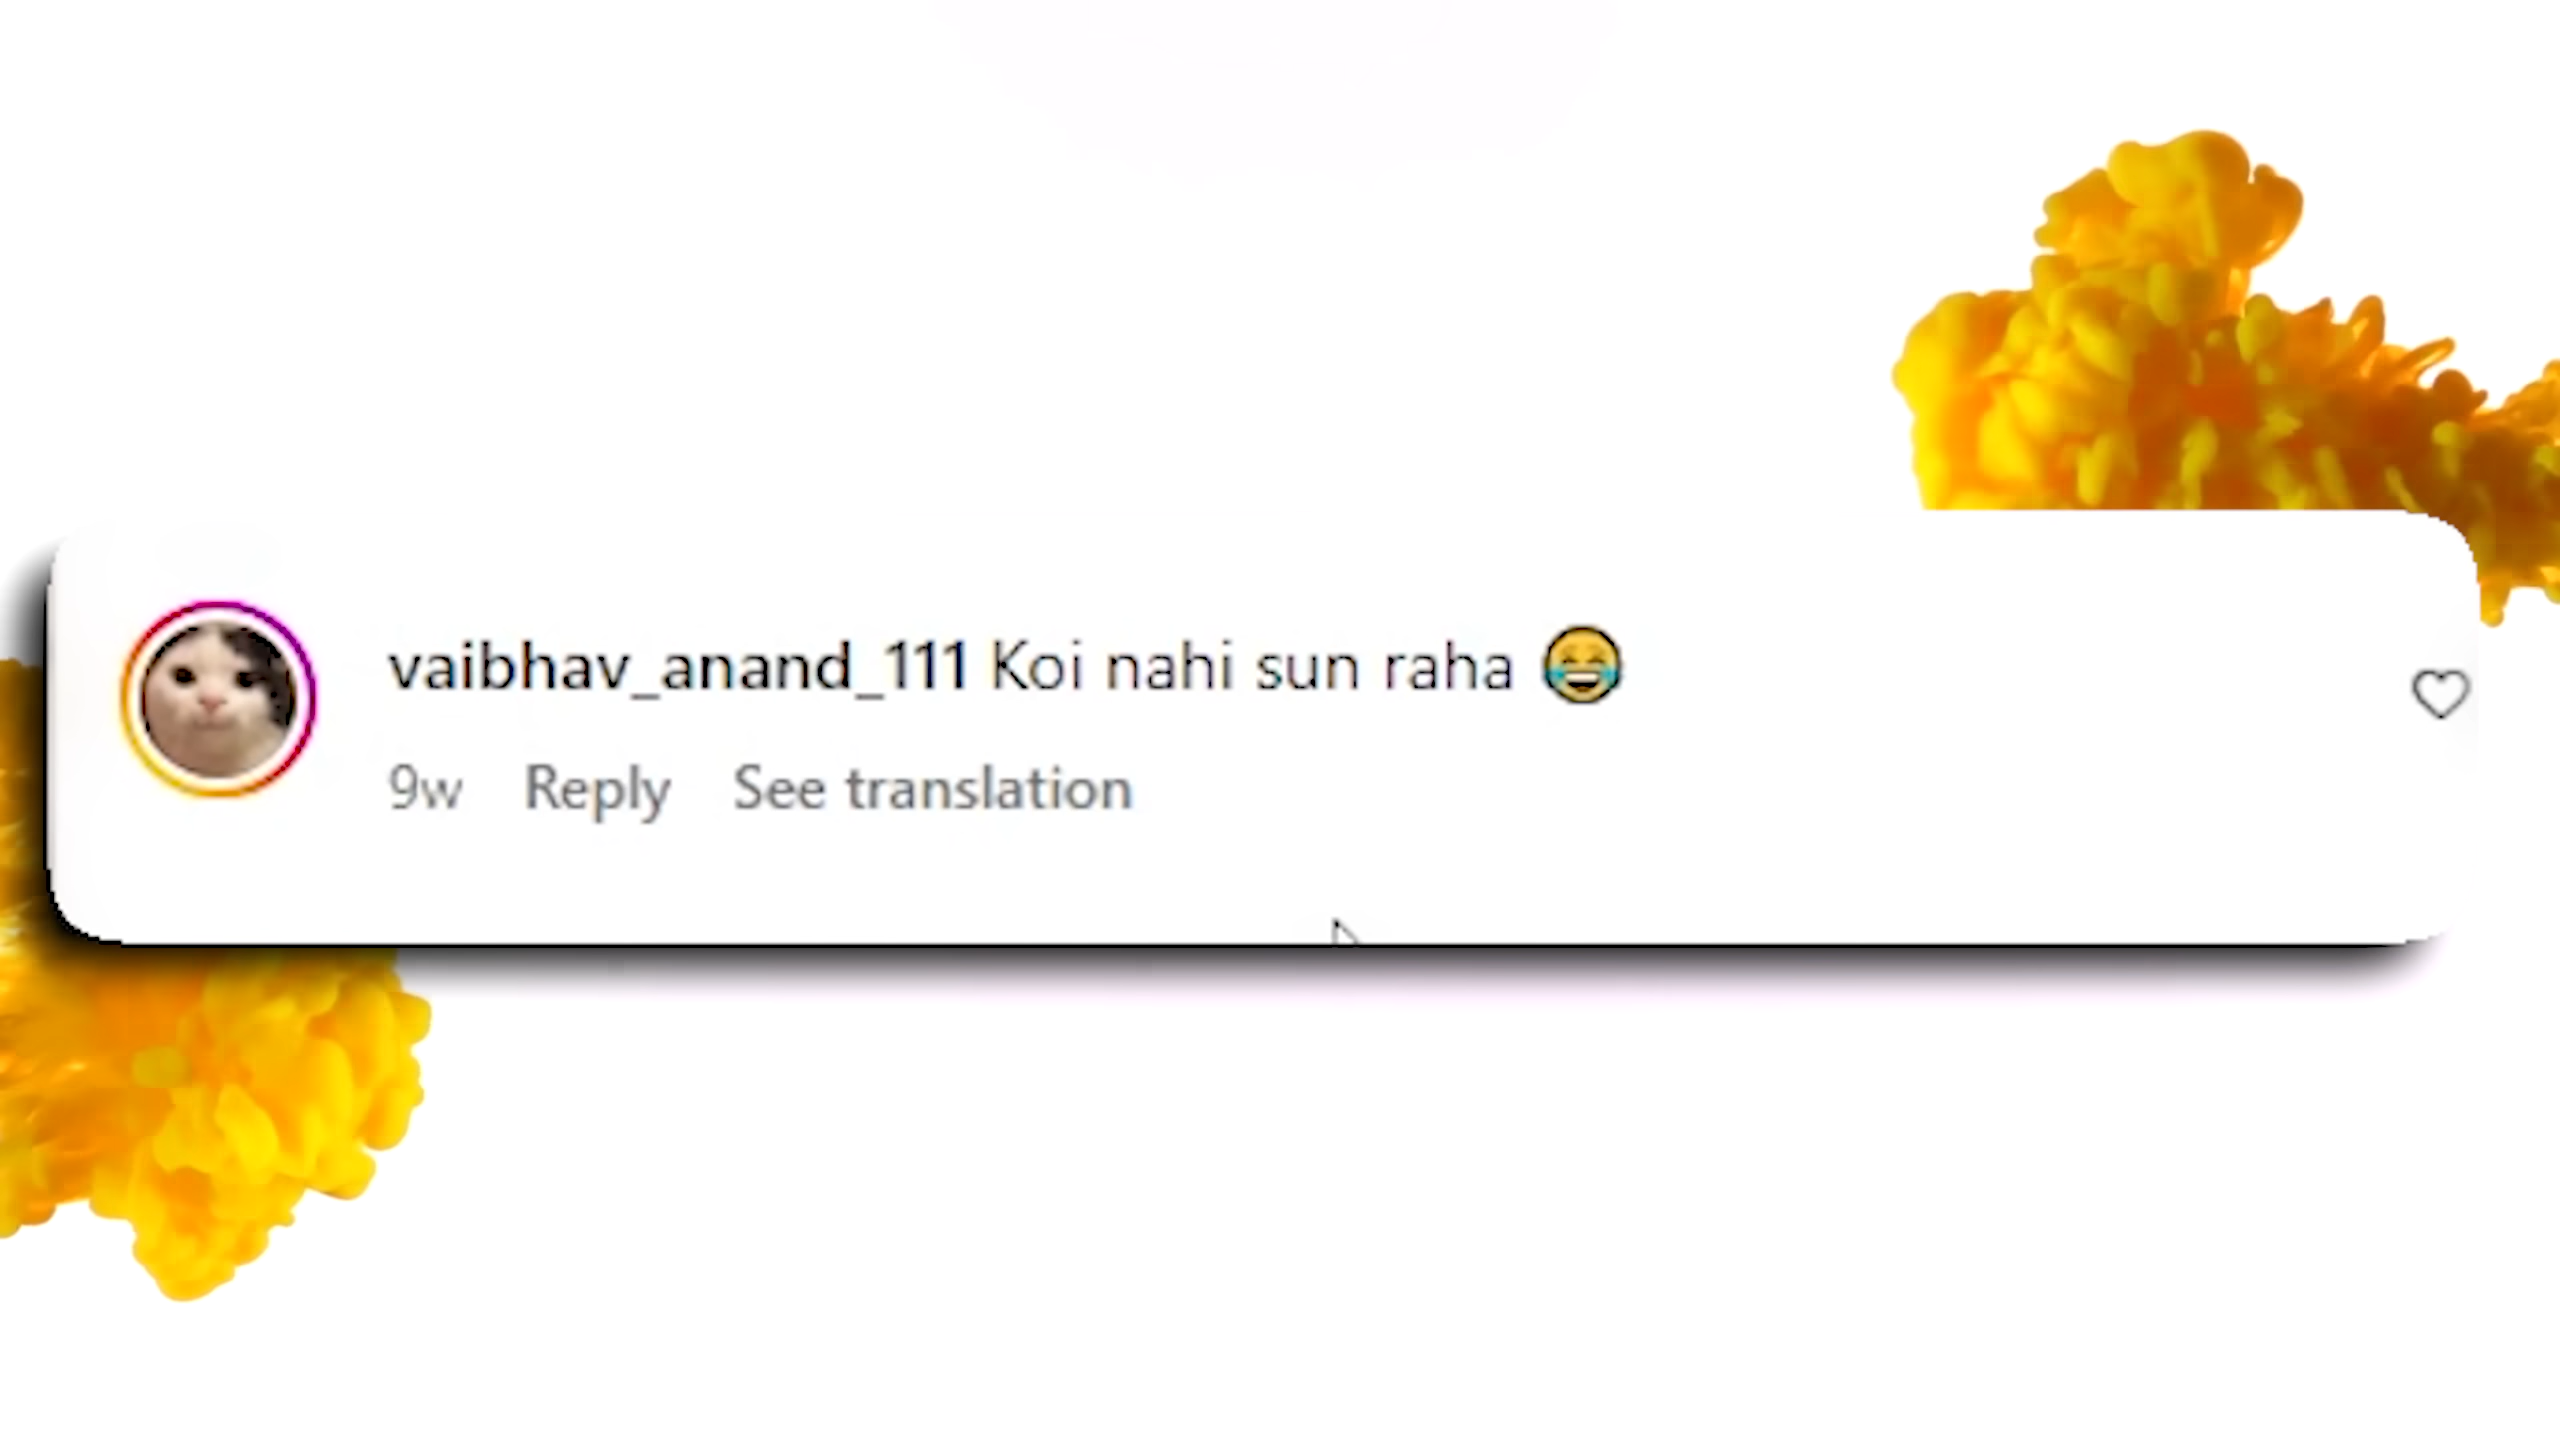 vaibhav_anand_111 Koi nahi sun raha 😂
9w Reply See translation